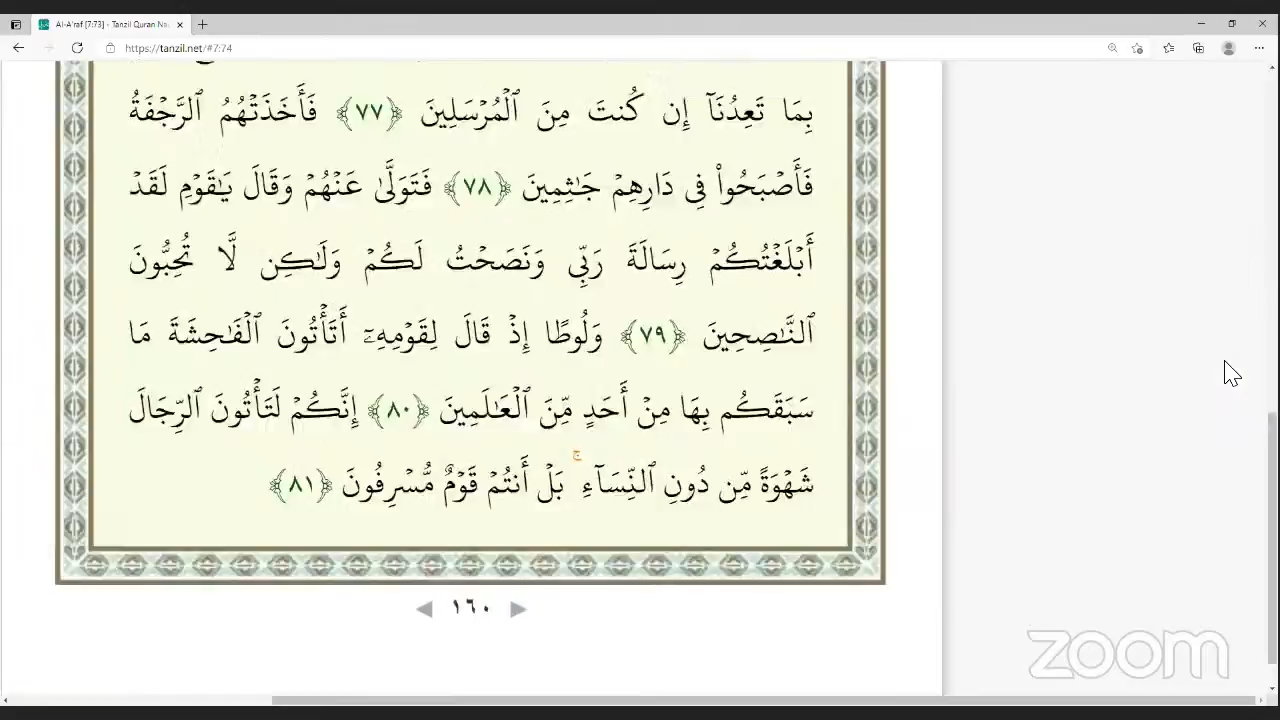 Al-A'raf [7:73] - Tanzil Quran Na
https://tanzil.net/#7:74
بِمَا تَعِدُنَآ إِن كُنتَ مِنَ ٱلْمُرْسَلِينَ ﴿٧٧﴾ فَأَخَذَتْهُمُ ٱلرَّجْفَةُ
فَأَصْبَحُوا۟ فِى دَارِهِمْ جَـٰثِمِينَ ﴿٧٨﴾ فَتَوَلَّىٰ عَنْهُمْ وَقَالَ يَـٰقَوْمِ لَقَدْ
أَبْلَغْتُكُمْ رِسَالَةَ رَبِّى وَنَصَحْتُ لَكُمْ وَلَـٰكِن لَّا تُحِبُّونَ
ٱلنَّـٰصِحِينَ ﴿٧٩﴾ وَلُوطًا إِذْ قَالَ لِقَوْمِهِۦٓ أَتَأْتُونَ ٱلْفَـٰحِشَةَ مَا
سَبَقَكُم بِهَا مِنْ أَحَدٍ مِّنَ ٱلْعَـٰلَمِينَ ﴿٨٠﴾ إِنَّكُمْ لَتَأْتُونَ ٱلرِّجَالَ
شَهْوَةً مِّن دُونِ ٱلنِّسَآءِ ۚ بَلْ أَنتُمْ قَوْمٌ مُّسْرِفُونَ ﴿٨١﴾
١٦٠
zoom